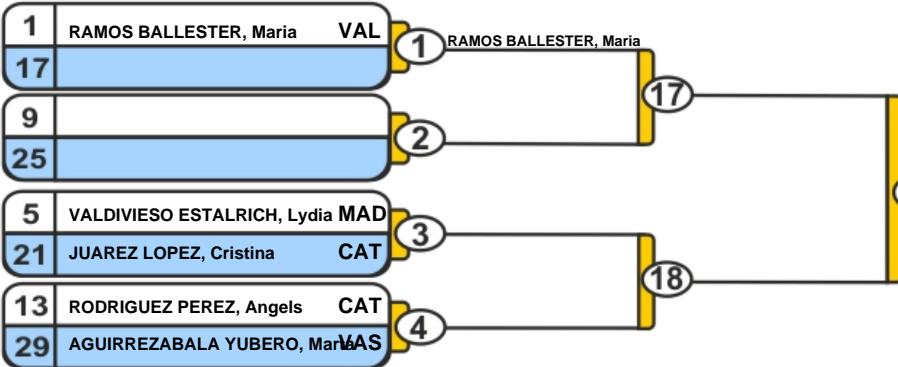 1 RAMOS BALLESTER, Maria VAL
17
1 RAMOS BALLESTER, Maria
17
9
25
2
5 VALDIVIESO ESTALRICH, Lydia MAD
21 JUAREZ LOPEZ, Cristina CAT
3
18
13 RODRIGUEZ PEREZ, Angels CAT
29 AGUIRREZABALA YUBERO, Marta VAS
4